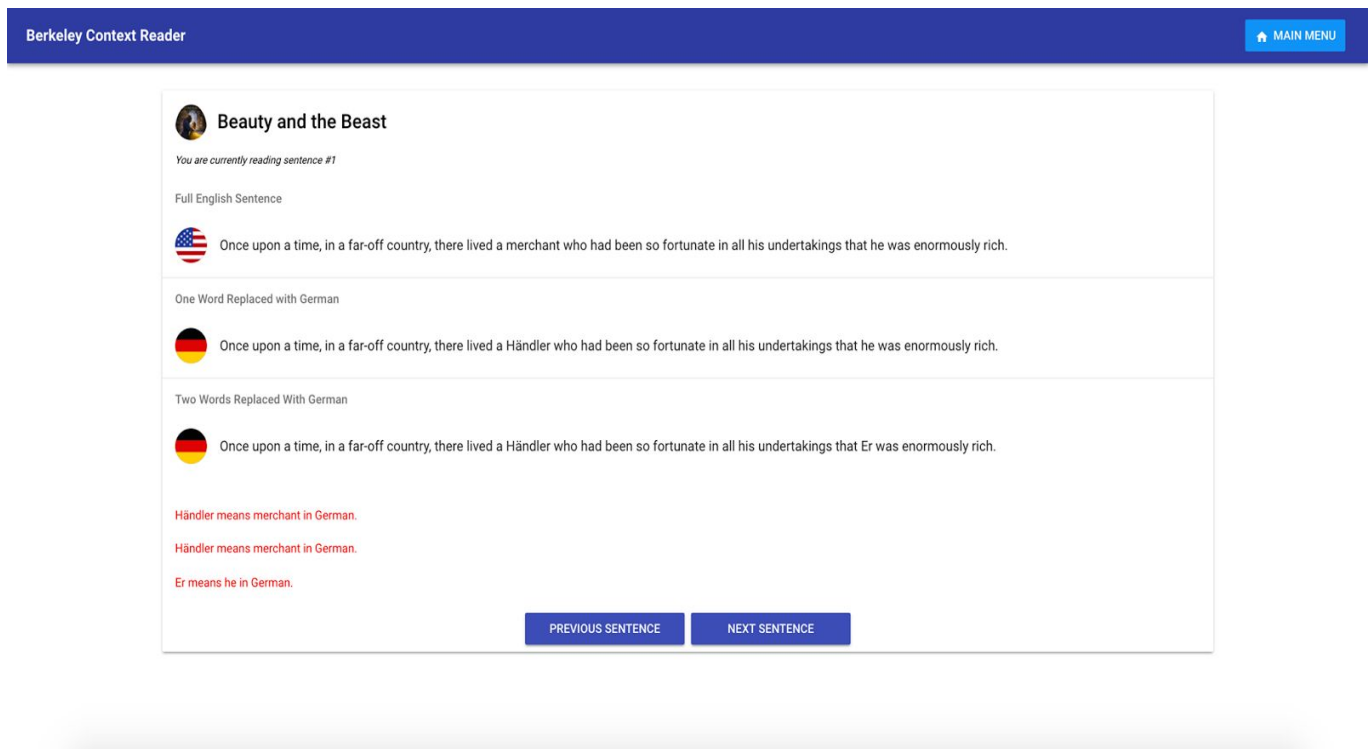 Berkeley Context Reader
MAIN MENU
Beauty and the Beast
You are currently reading sentence #1
Full English Sentence
Once upon a time, in a far-off country, there lived a merchant who had been so fortunate in all his undertakings that he was enormously rich.
One Word Replaced with German
Once upon a time, in a far-off country, there lived a Händler who had been so fortunate in all his undertakings that he was enormously rich.
Two Words Replaced With German
Once upon a time, in a far-off country, there lived a Händler who had been so fortunate in all his undertakings that Er was enormously rich.
Händler means merchant in German.
Händler means merchant in German.
Er means he in German.
PREVIOUS SENTENCE
NEXT SENTENCE